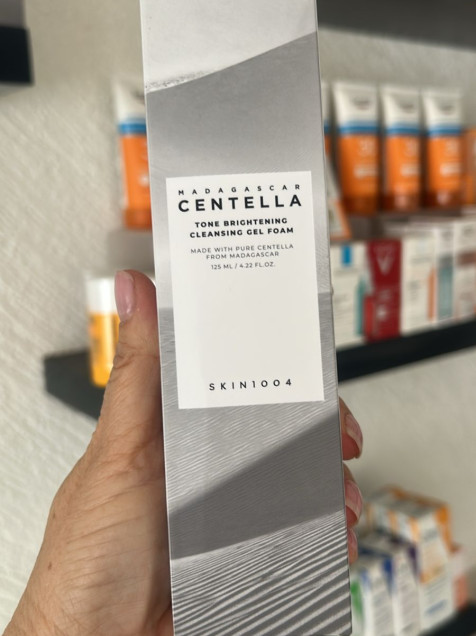 MADAGASCAR
CENTELLA
TONE BRIGHTENING
CLEANSING GEL FOAM
MADE WITH PURE CENTELLA
FROM MADAGASCAR
125 ML / 4.22 FL.OZ.
SKIN1004